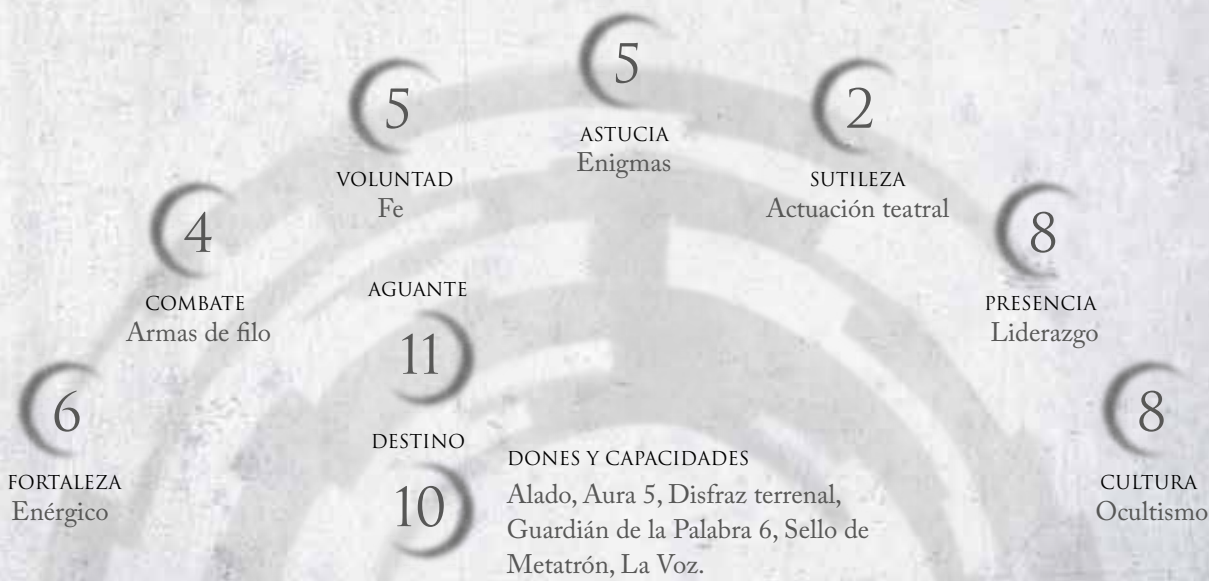 5
ASTUCIA
Enigmas
5
VOLUNTAD
Fe
2
SUTILEZA
Actuación teatral
4
COMBATE
Armas de filo
8
PRESENCIA
Liderazgo
6
FORTALEZA
Enérgico
8
CULTURA
Ocultismo
AGUANTE
11
DESTINO
10
DONES Y CAPACIDADES
Alado, Aura 5, Disfraz terrenal,
Guardián de la Palabra 6, Sello de
Metatrón, La Voz.